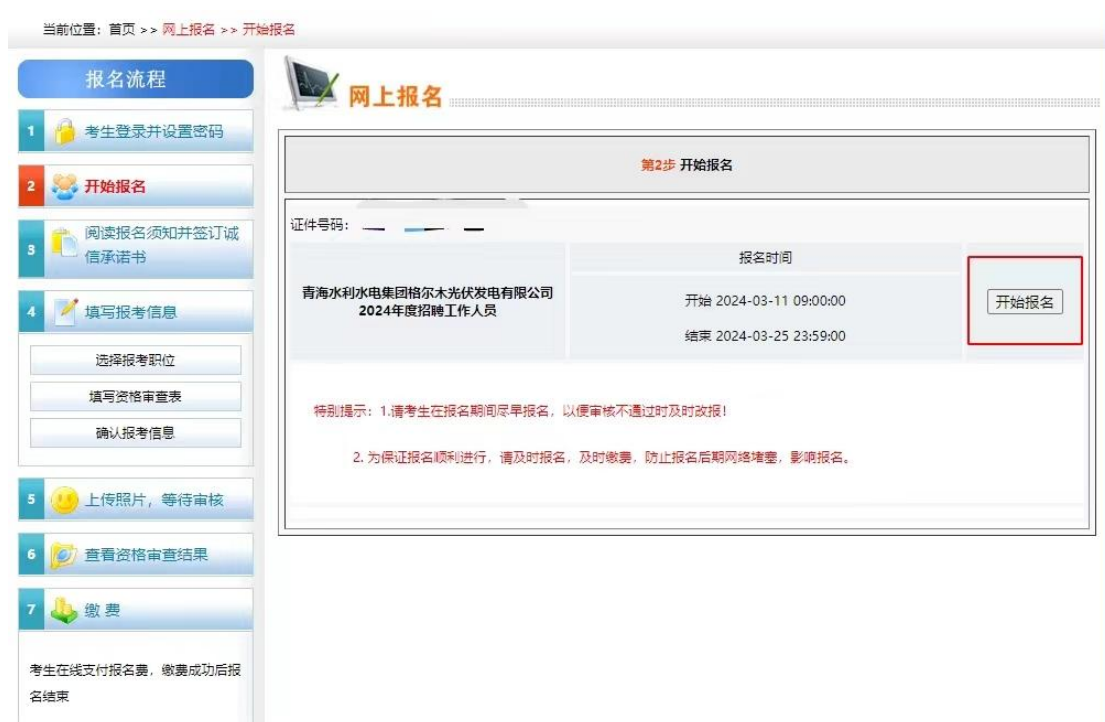 当前位置：首页 >> 网上报名 >> 开始报名
报名流程
1 考生登录并设置密码
2 开始报名
3 阅读报名须知并签订诚
信承诺书
4 填写报考信息
选择报考职位
填写资格审查表
确认报考信息
5 上传照片，等待审核
6 查看资格审查结果
7 缴 费
考生在线支付报名费，缴费成功后报
名结束
网上报名
第2步 开始报名
证件号码：
青海水利水电集团格尔木光伏发电有限公司
2024年度招聘工作人员
报名时间
开始 2024-03-11 09:00:00
结束 2024-03-25 23:59:00
开始报名
特别提示：1.请考生在报名期间尽早报名，以便审核不通过时及时改报！
2. 为保证报名顺利进行，请及时报名，及时缴费，防止报名后期网络堵塞，影响报名。